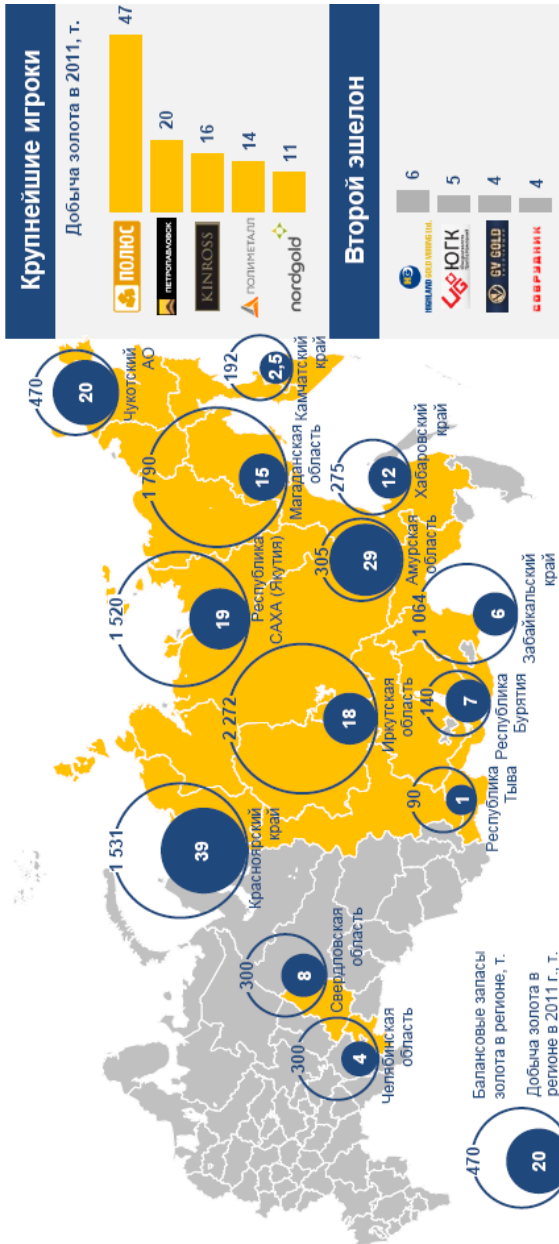 Крупнейшие игроки
Добыча золота в 2011, т.
ПОЛЮС
47
ПЕТРОПАВЛОВСК
20
KINROSS
16
ПОЛИМЕТАЛЛ
14
nordgold
11
Второй эшелон
HIGHLAND GOLD MINING Ltd.
6
ЮГК
5
GV GOLD
4
СОВРУДНИК
4
300
4
Челябинская
область
300
8
Свердловская
область
1 531
39
Красноярский
край
90
1
Республика
Тыва
2 272
18
Иркутская
область
140
7
Республика
Бурятия
1 520
19
Республика
САХА (Якутия)
1 064
6
Забайкальский
край
305
29
Амурская
область
1 790
15
Магаданская
область
275
12
Хабаровский
край
470
20
Чукотский
АО
192
2,5
Камчатский
край
470
20
Балансовые запасы
золота в регионе, т.
Добыча золота в
регионе в 2011 г., т.